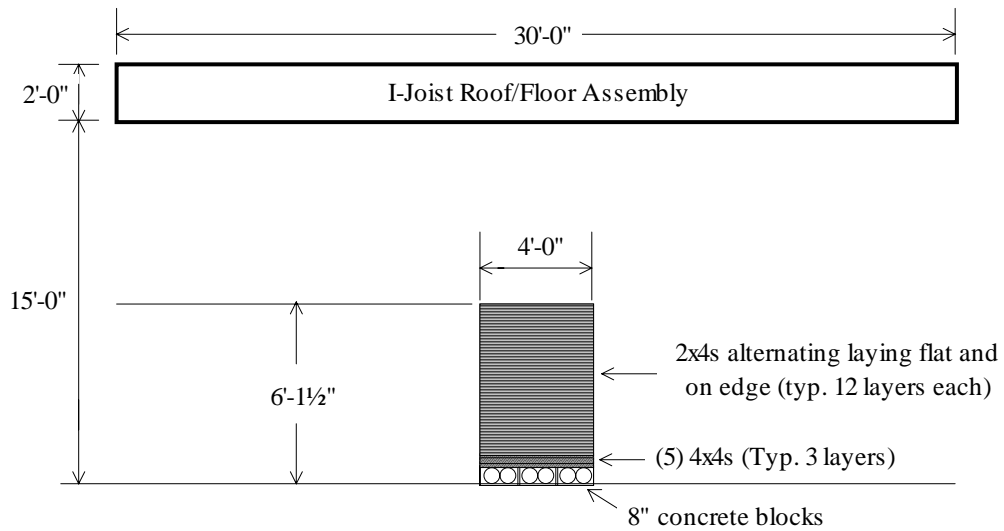 30'-0"
2'-0"
I-Joist Roof/Floor Assembly
4'-0"
15'-0"
2x4s alternating laying flat and
on edge (typ. 12 layers each)
6'-1½"
(5) 4x4s (Typ. 3 layers)
8" concrete blocks